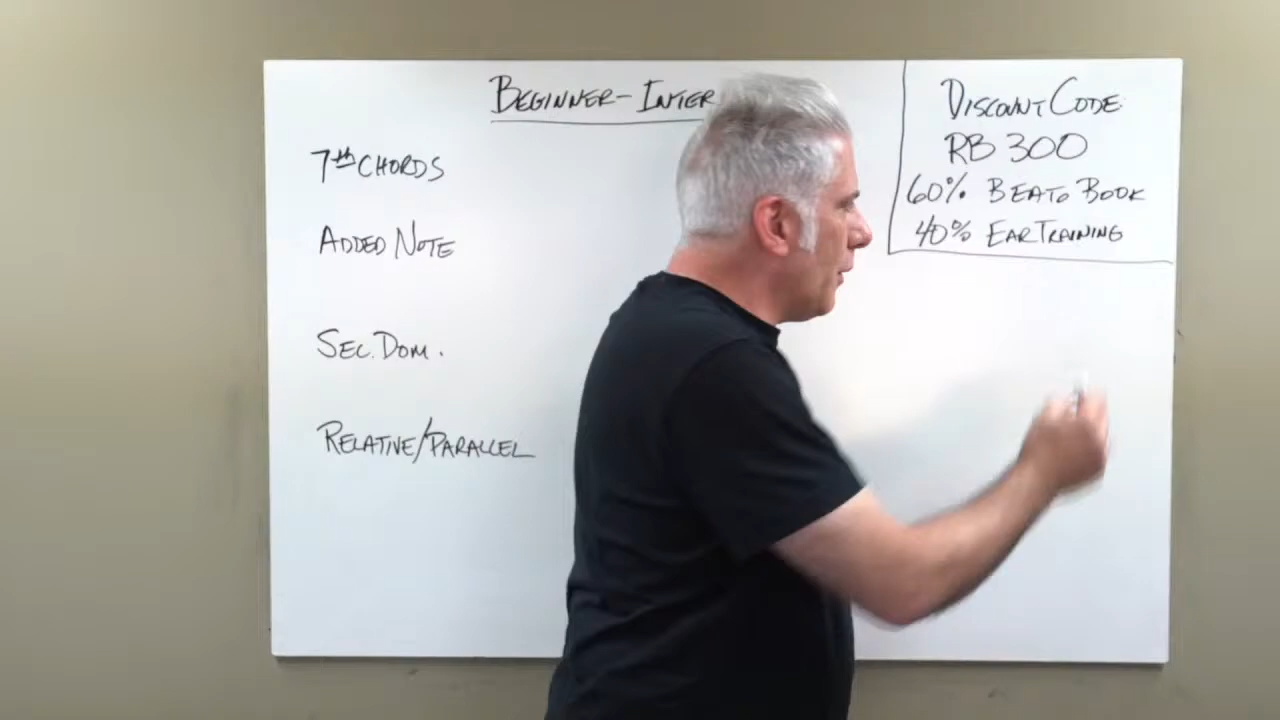 Beginner-Inter
7th Chords
Added Note
Sec. Dom.
Relative/Parallel
Discount Code
RB 300
60% Beato Book
40% Ear Training